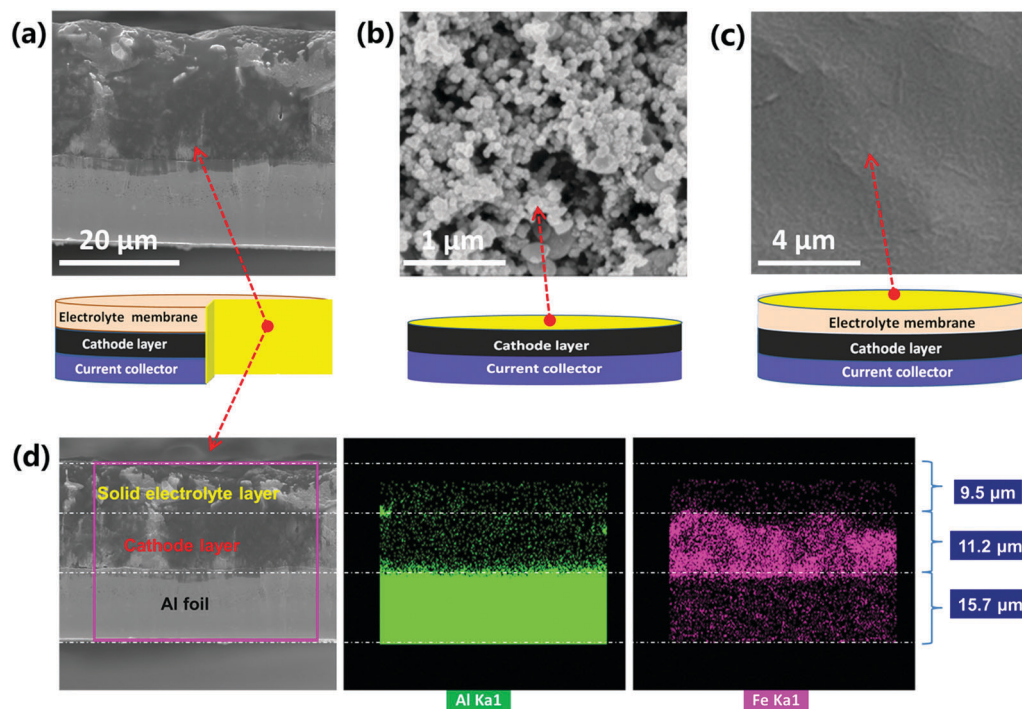 (a)
(b)
(c)
20 μm
1 μm
4 μm
Electrolyte membrane
Cathode layer
Current collector
Cathode layer
Current collector
Electrolyte membrane
Cathode layer
Current collector
(d)
Solid electrolyte layer
Cathode layer
Al foil
9.5 μm
11.2 μm
15.7 μm
Al Ka1
Fe Ka1